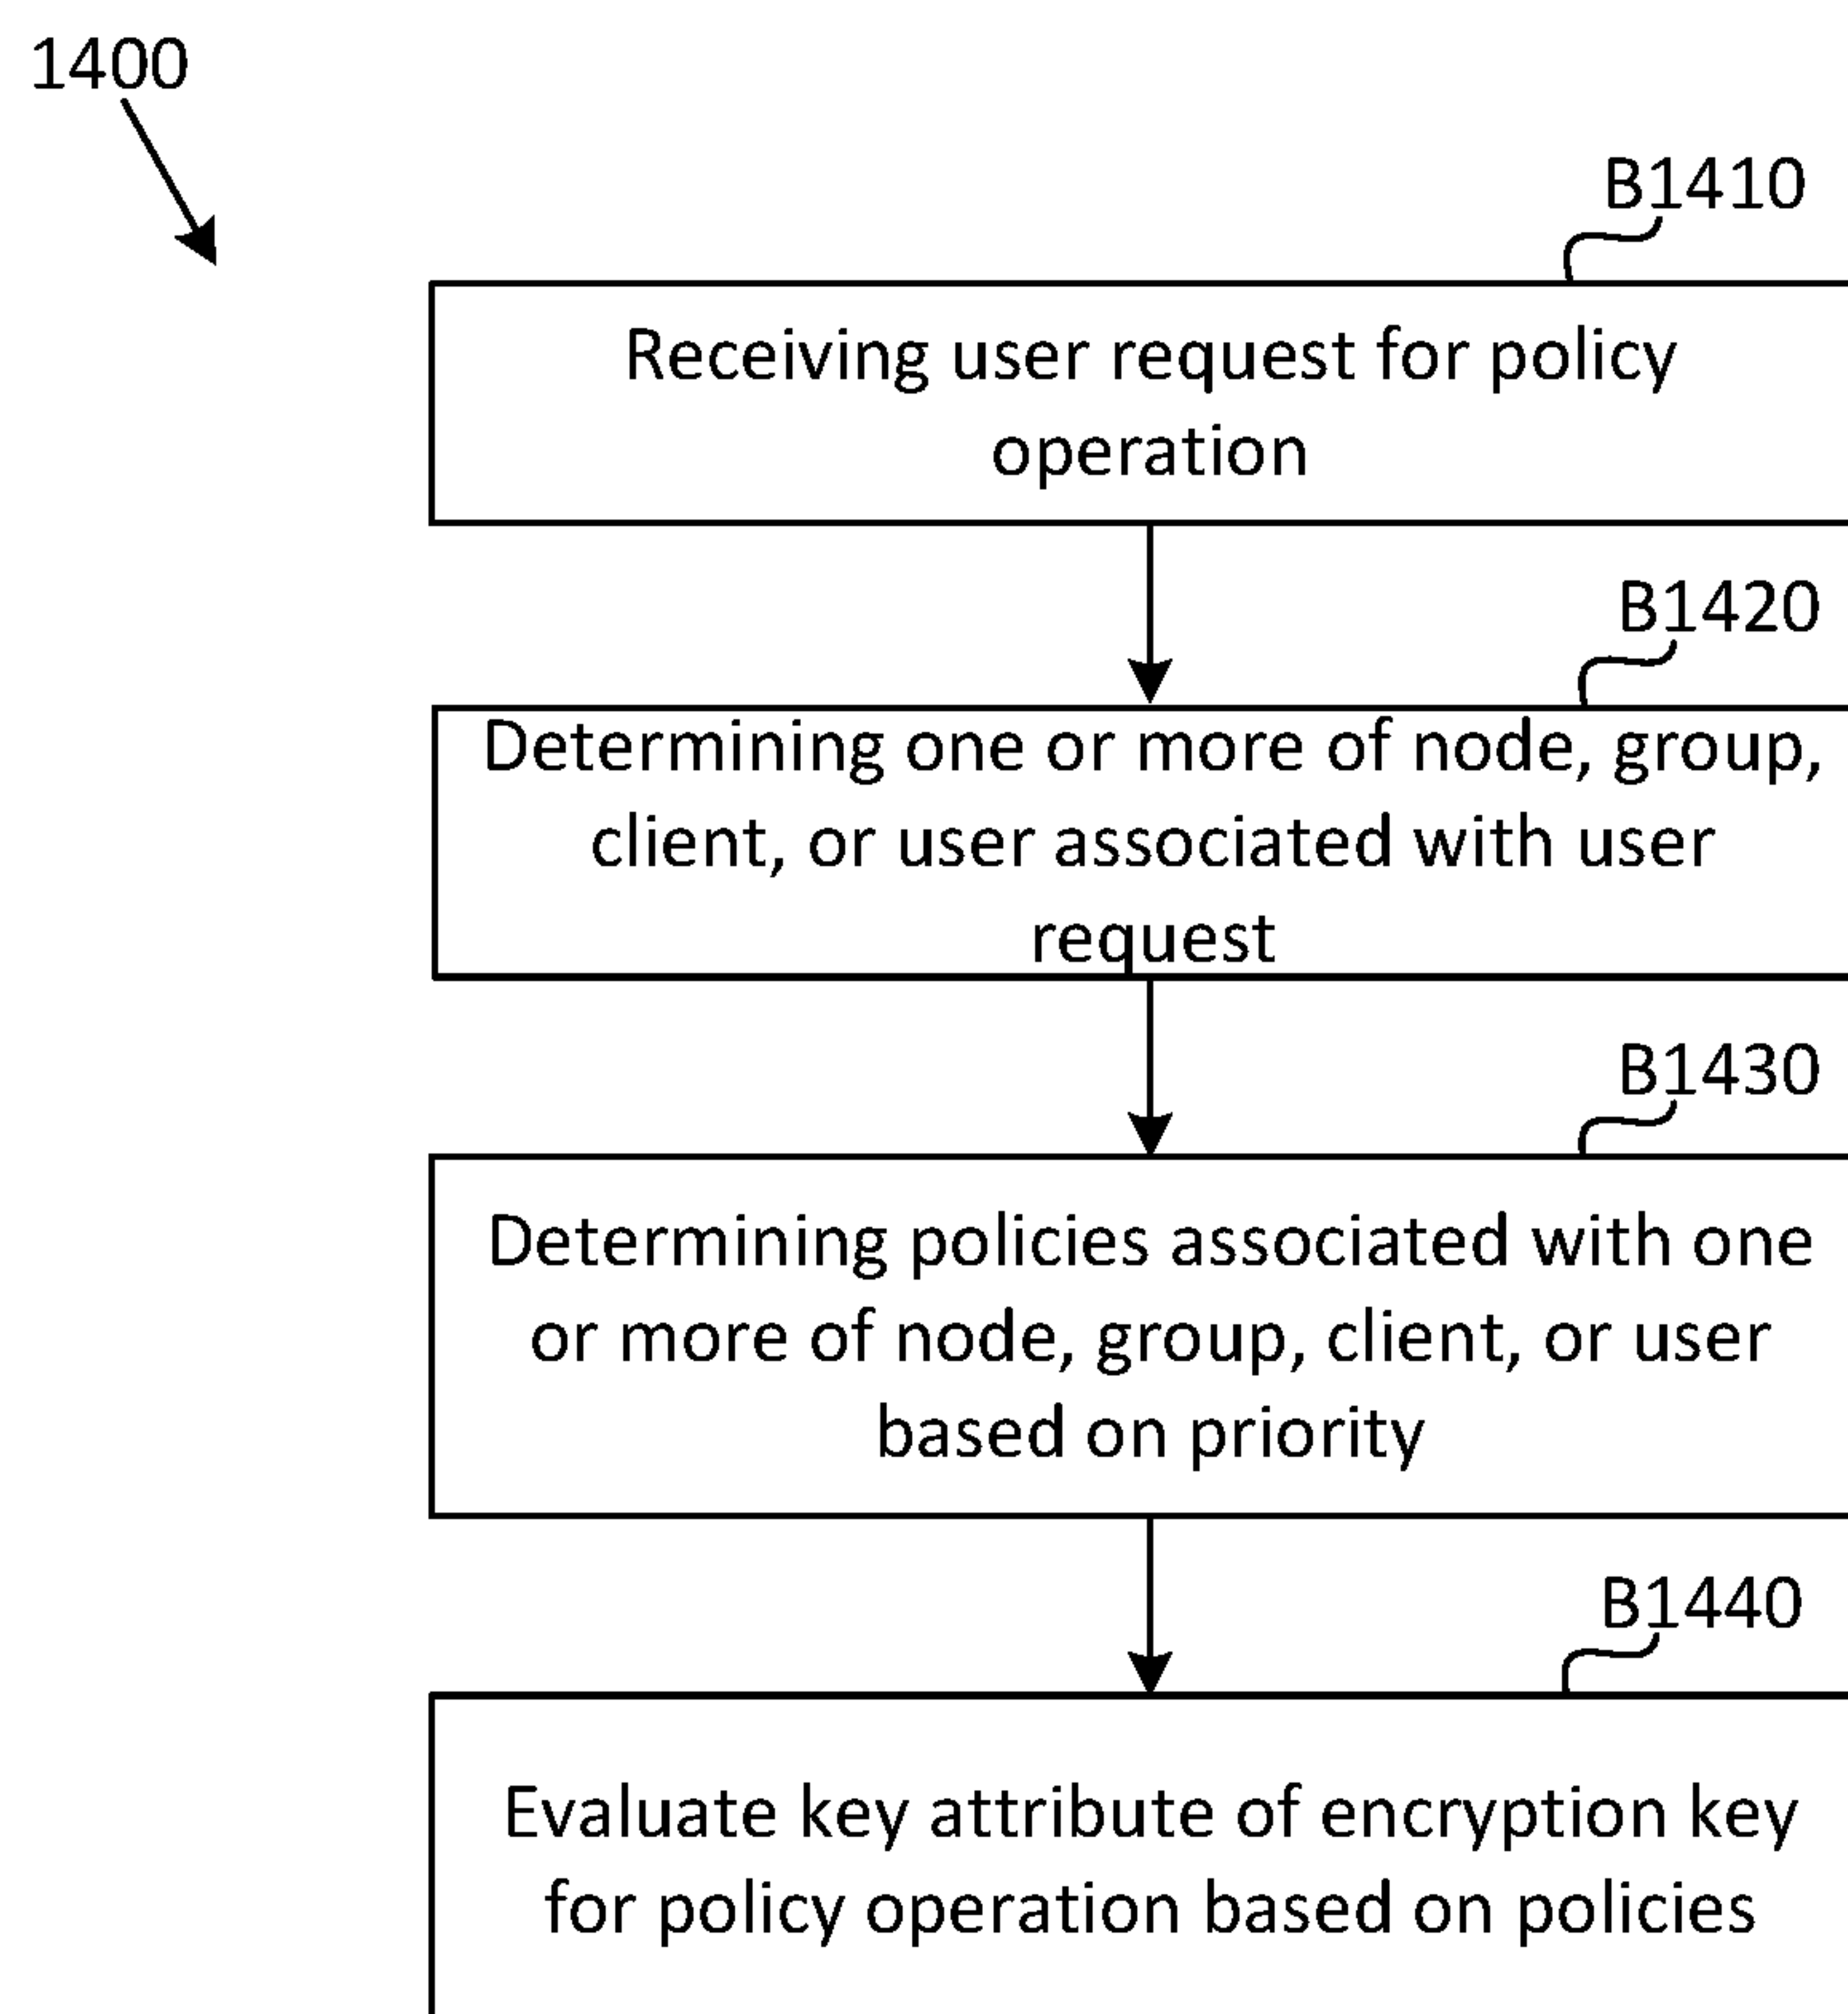 1400
B1410
Receiving user request for policy
operation
B1420
Determining one or more of node, group,
client, or user associated with user
request
B1430
Determining policies associated with one
or more of node, group, client, or user
based on priority
B1440
Evaluate key attribute of encryption key
for policy operation based on policies